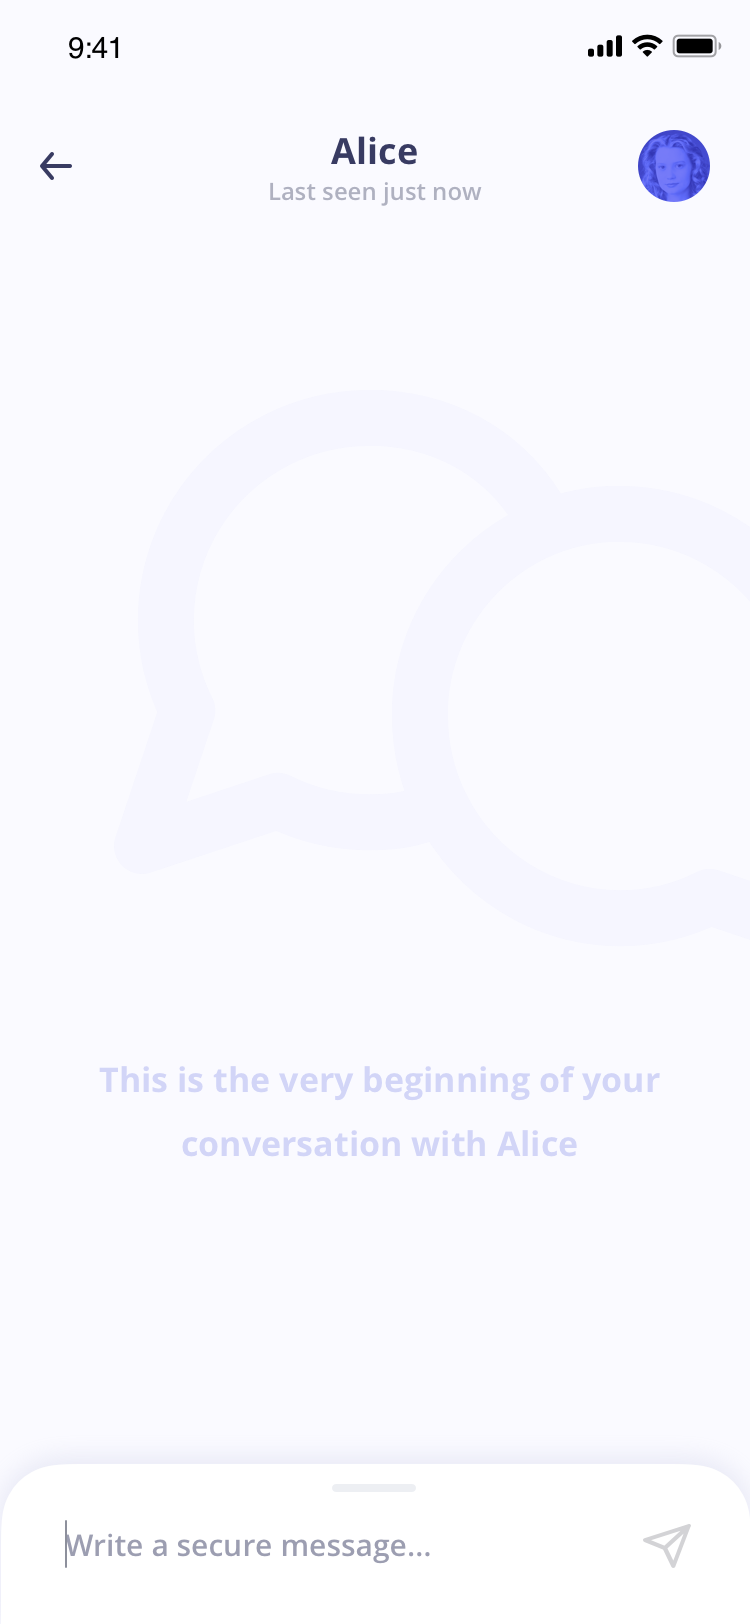 9:41
Alice
Last seen just now
This is the very beginning of your
conversation with Alice
Write a secure message...